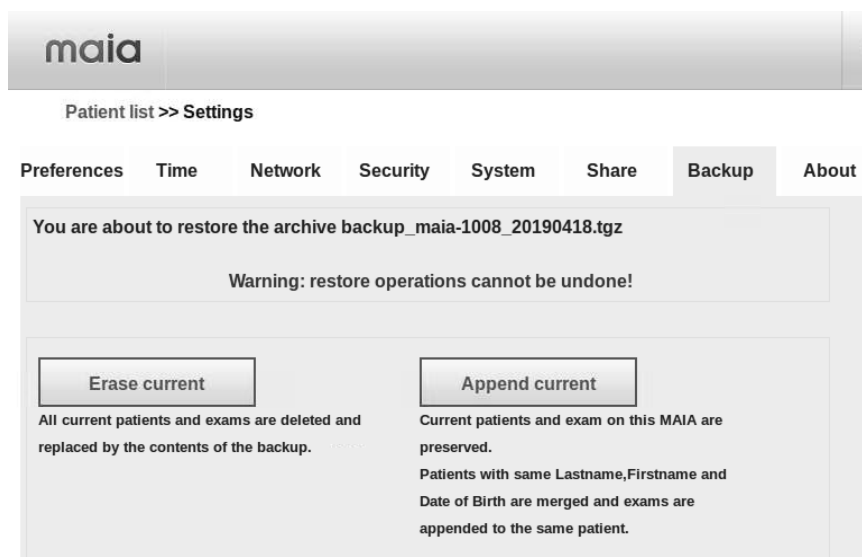 maia
Patient list >> Settings
Preferences Time Network Security System Share Backup About
You are about to restore the archive backup_maia-1008_20190418.tgz
Warning: restore operations cannot be undone!
Erase current
All current patients and exams are deleted and
replaced by the contents of the backup.
Append current
Current patients and exam on this MAIA are
preserved.
Patients with same Lastname,Firstname and
Date of Birth are merged and exams are
appended to the same patient.